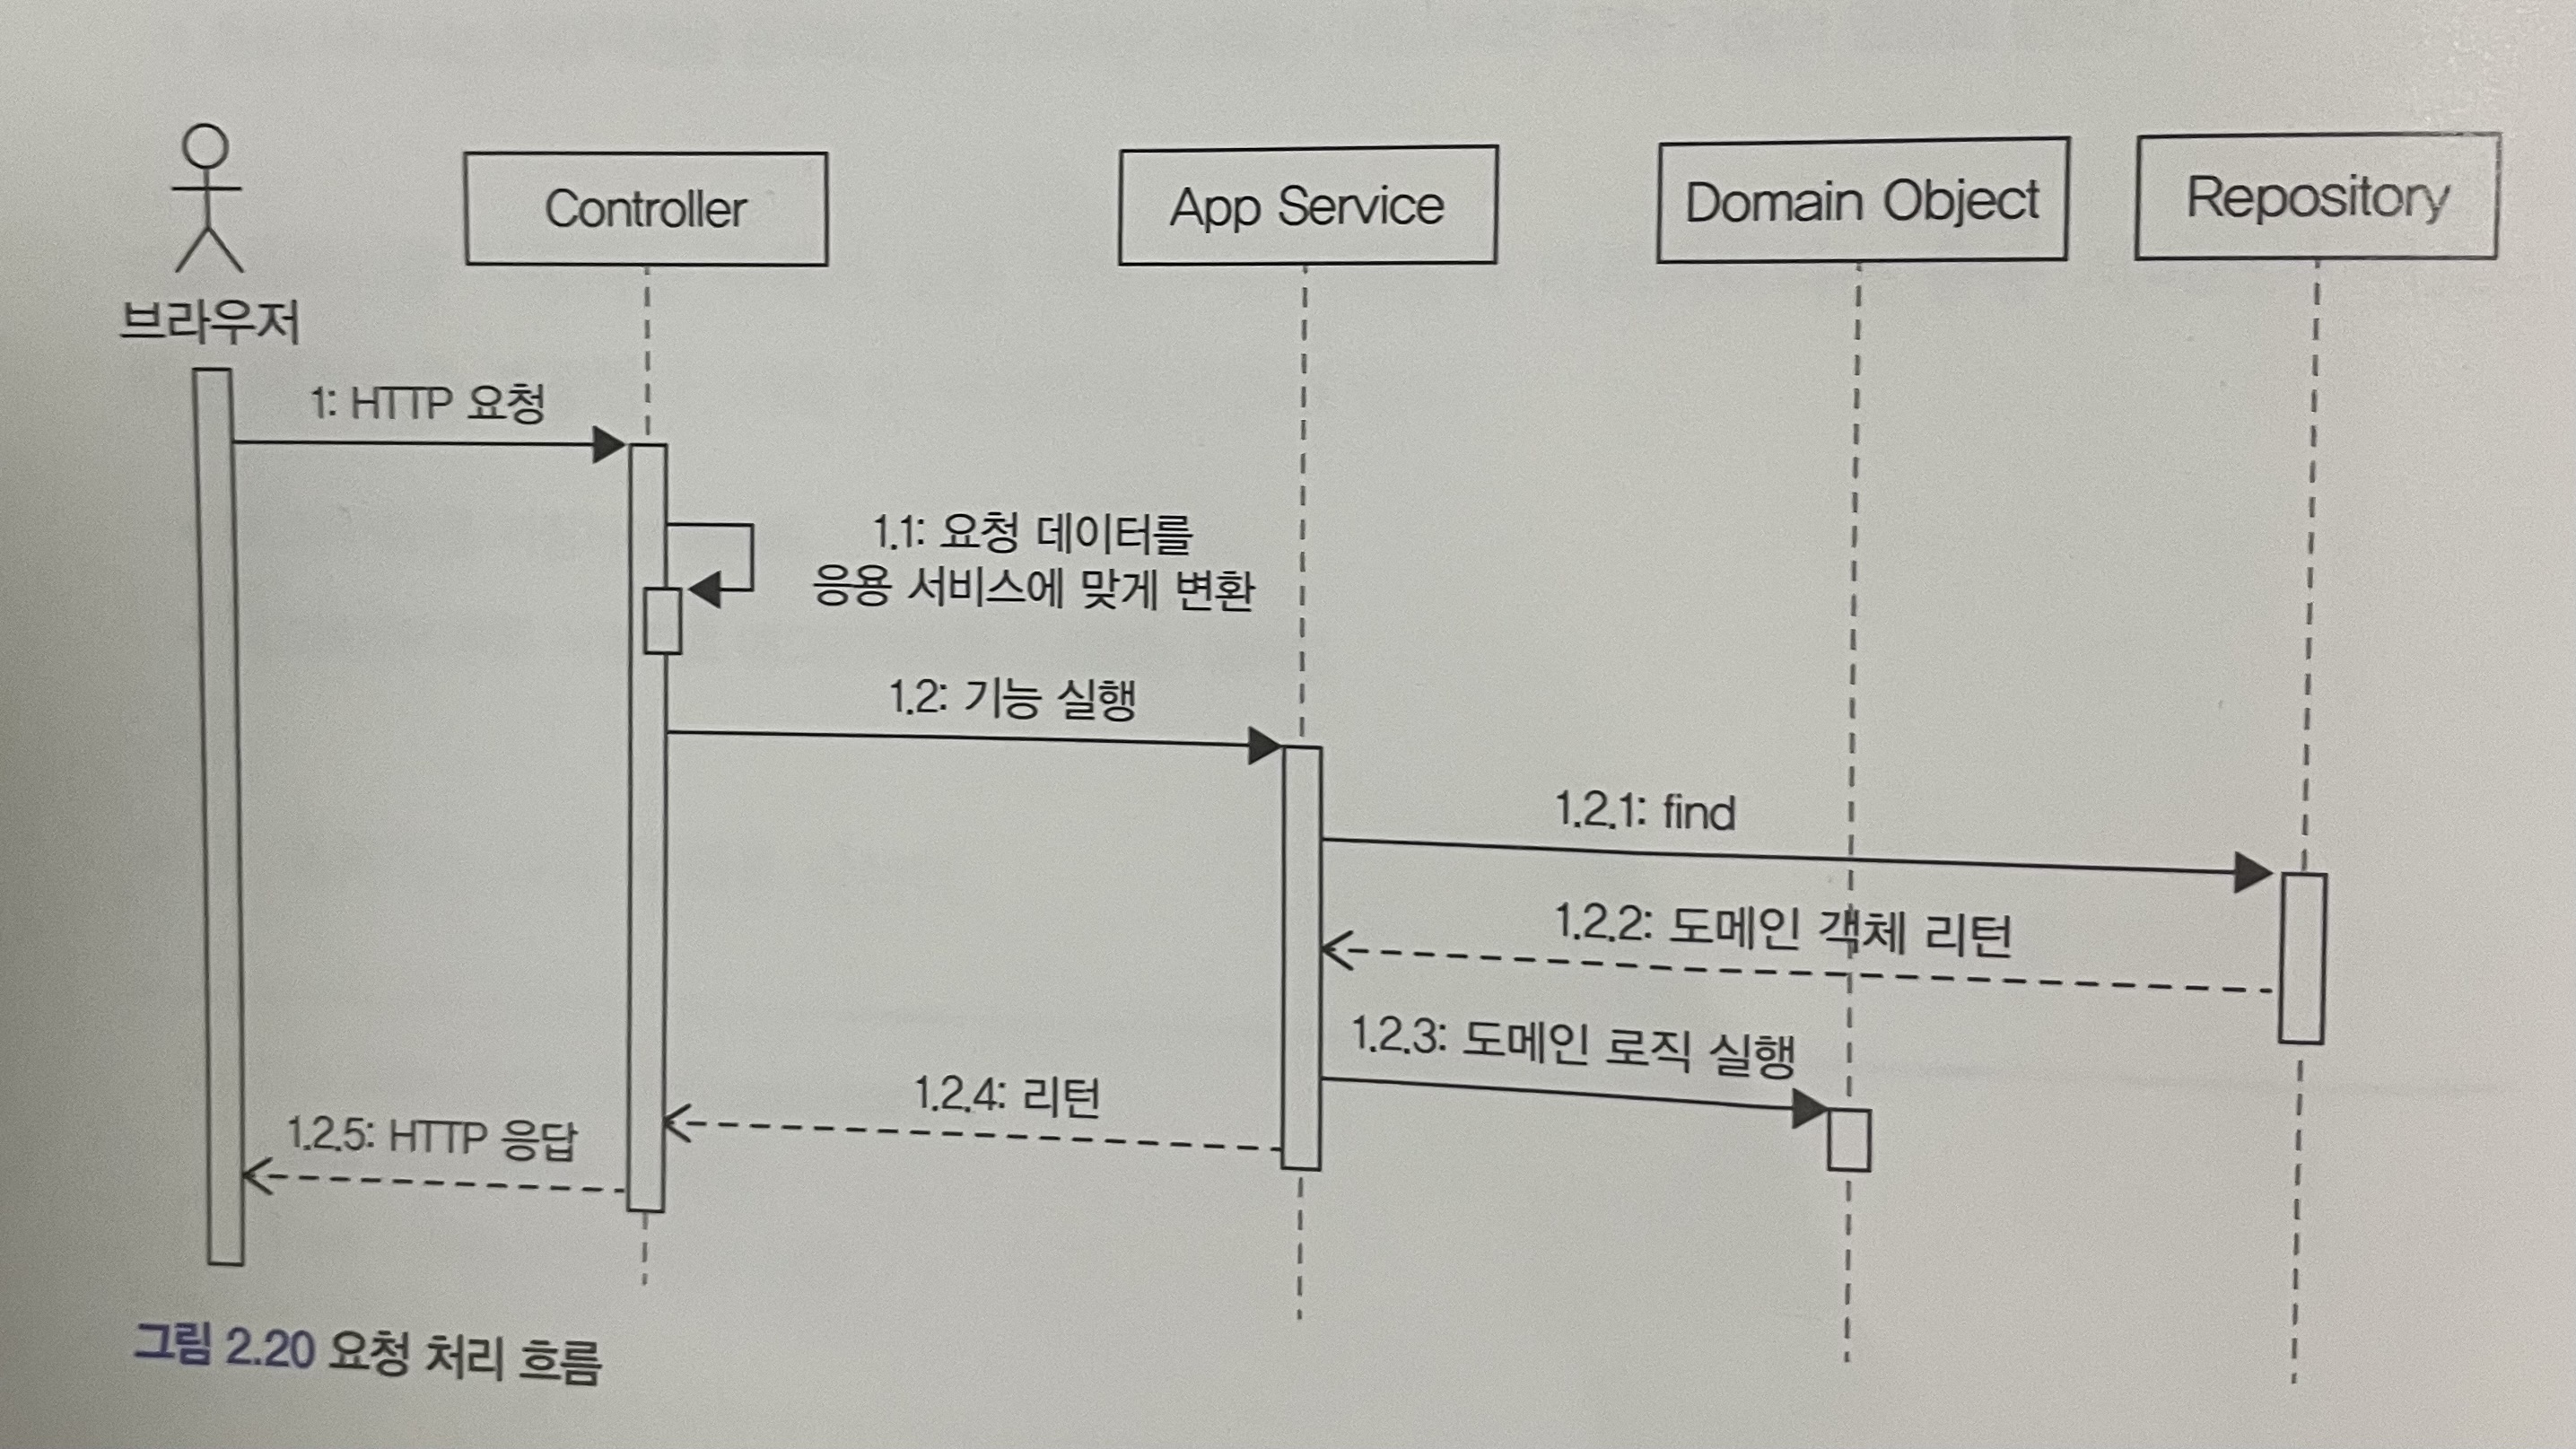 Controller
App Service
Domain Object
Repository
브라우저
1: HTTP 요청
1.1: 요청 데이터를
응용 서비스에 맞게 변환
1.2: 기능 실행
1.2.1: find
1.2.2: 도메인 객체 리턴
1.2.3: 도메인 로직 실행
1.2.4: 리턴
1.2.5: HTTP 응답
그림 2.20 요청 처리 흐름